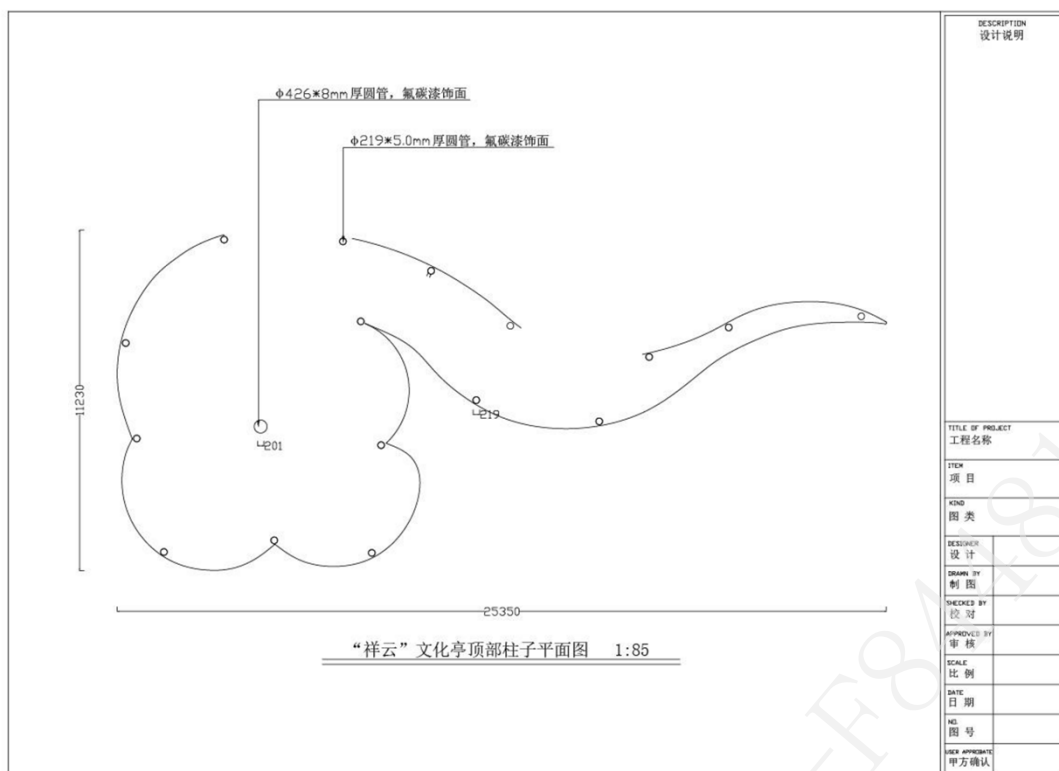 Φ426*8mm厚圆管，氟碳漆饰面
Φ219*5.0mm厚圆管，氟碳漆饰面
11230
219
201
25350
“祥云”文化亭顶部柱子平面图 1:85
DESCRIPTION
设计说明
TITLE OF PROJECT
工程名称
ITEM
项目
KIND
图类
DESIGNER
设计
DRAWN BY
制图
SHECKED BY
校对
APPROVED BY
审核
SCALE
比例
DATE
日期
NO.
图号
USER APPROBATE
甲方确认